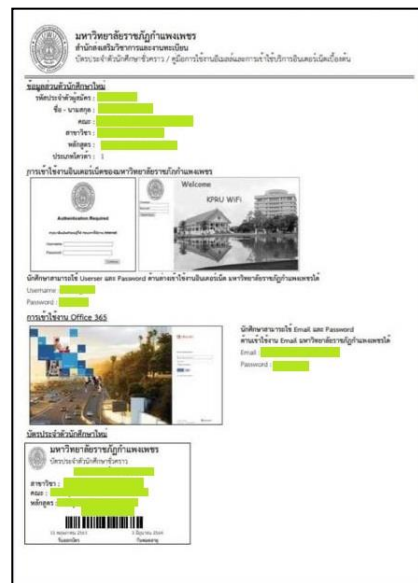 มหาวิทยาลัยราชภัฏกำแพงเพชร
สำนักส่งเสริมวิชาการและงานทะเบียน
บัตรประจำตัวนักศึกษาชั่วคราว / คู่มือการใช้งานอีเมลล์และการเข้าใช้บริการอินเตอร์เน็ตเบื้องต้น
ข้อมูลส่วนตัวนักศึกษาใหม่
รหัสประจำตัวผู้สมัคร :
ชื่อ - นามสกุล :
คณะ :
สาขาวิชา :
หลักสูตร :
ประเภทโควต้า : 1
การเข้าใช้งานอินเตอร์เน็ตของมหาวิทยาลัยราชภัฏกำแพงเพชร
Authentication Required
Username
Password
Welcome
KPRU WiFi
นักศึกษาสามารถใช้ Userser และ Password ด้านล่างเข้าใช้งานอินเตอร์เน็ต มหาวิทยาลัยราชภัฏกำแพงเพชรได้
Username
Password :
การเข้าใช้งาน Office 365
นักศึกษาสามารถใช้ Email และ Password
ด้านเข้าใช้งาน Email มหาวิทยาลัยราชภัฏกำแพงเพชรได้
Email
Password :
บัตรประจำตัวนักศึกษาใหม่
มหาวิทยาลัยราชภัฏกำแพงเพชร
บัตรประจำตัวนักศึกษาชั่วคราว
สาขาวิชา :
คณะ :
หลักสูตร :
วันออกบัตร
วันหมดอายุ